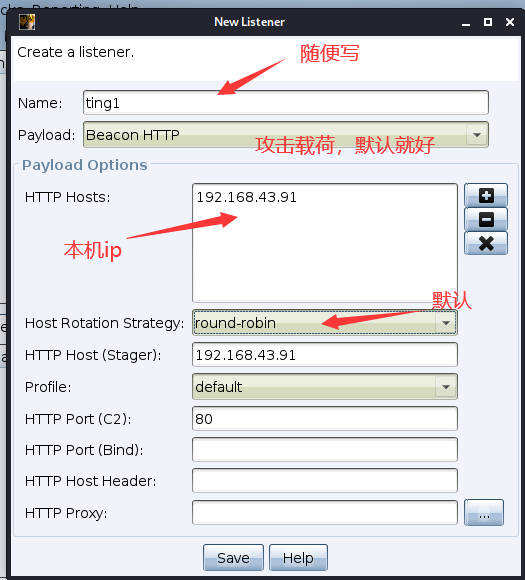 New Listener
Create a listener.
随便写
Name: ting1
Payload: Beacon HTTP
攻击载荷，默认就好
Payload Options
HTTP Hosts: 192.168.43.91
本机ip
默认
Host Rotation Strategy: round-robin
HTTP Host (Stager): 192.168.43.91
Profile: default
HTTP Port (C2): 80
HTTP Port (Bind):
HTTP Host Header:
HTTP Proxy: ...
Save Help